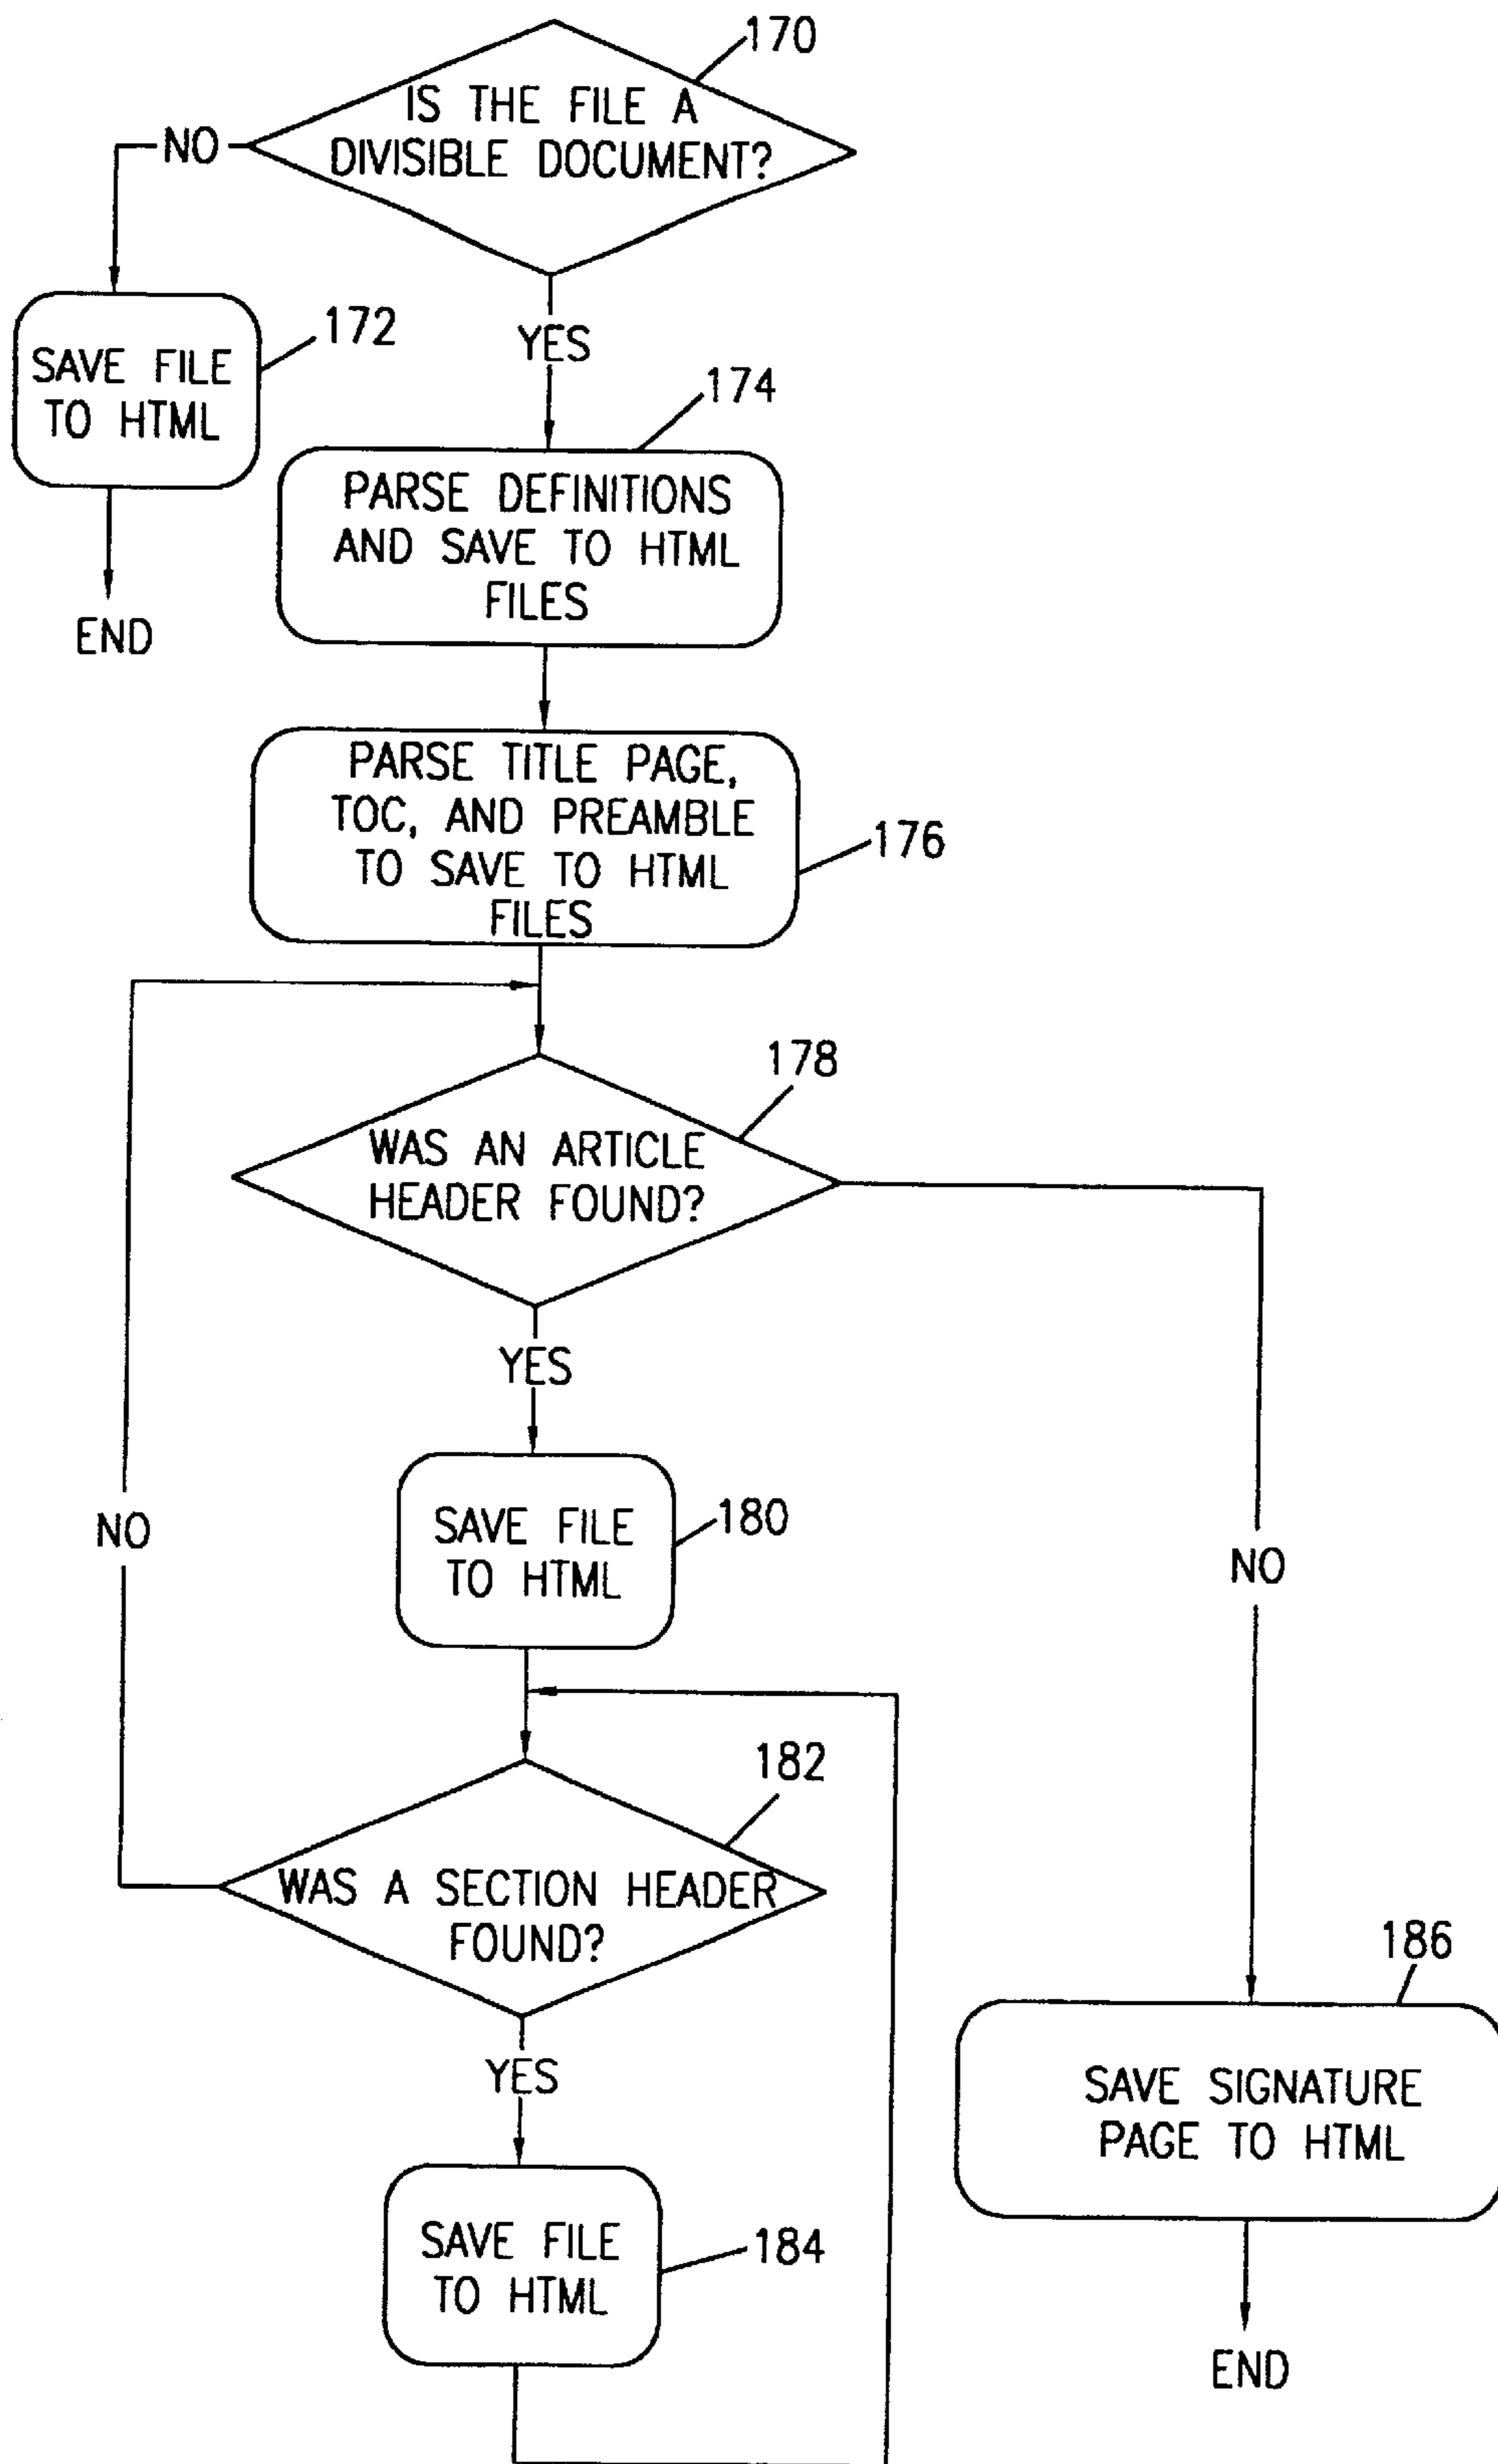 170
IS THE FILE A
DIVISIBLE DOCUMENT?
NO
YES
172
SAVE FILE
TO HTML
END
174
PARSE DEFINITIONS
AND SAVE TO HTML
FILES
PARSE TITLE PAGE,
TOC, AND PREAMBLE
TO SAVE TO HTML
FILES
176
178
WAS AN ARTICLE
HEADER FOUND?
YES
NO
NO
SAVE FILE
TO HTML
180
182
WAS A SECTION HEADER
FOUND?
YES
186
SAVE SIGNATURE
PAGE TO HTML
SAVE FILE
TO HTML
184
END